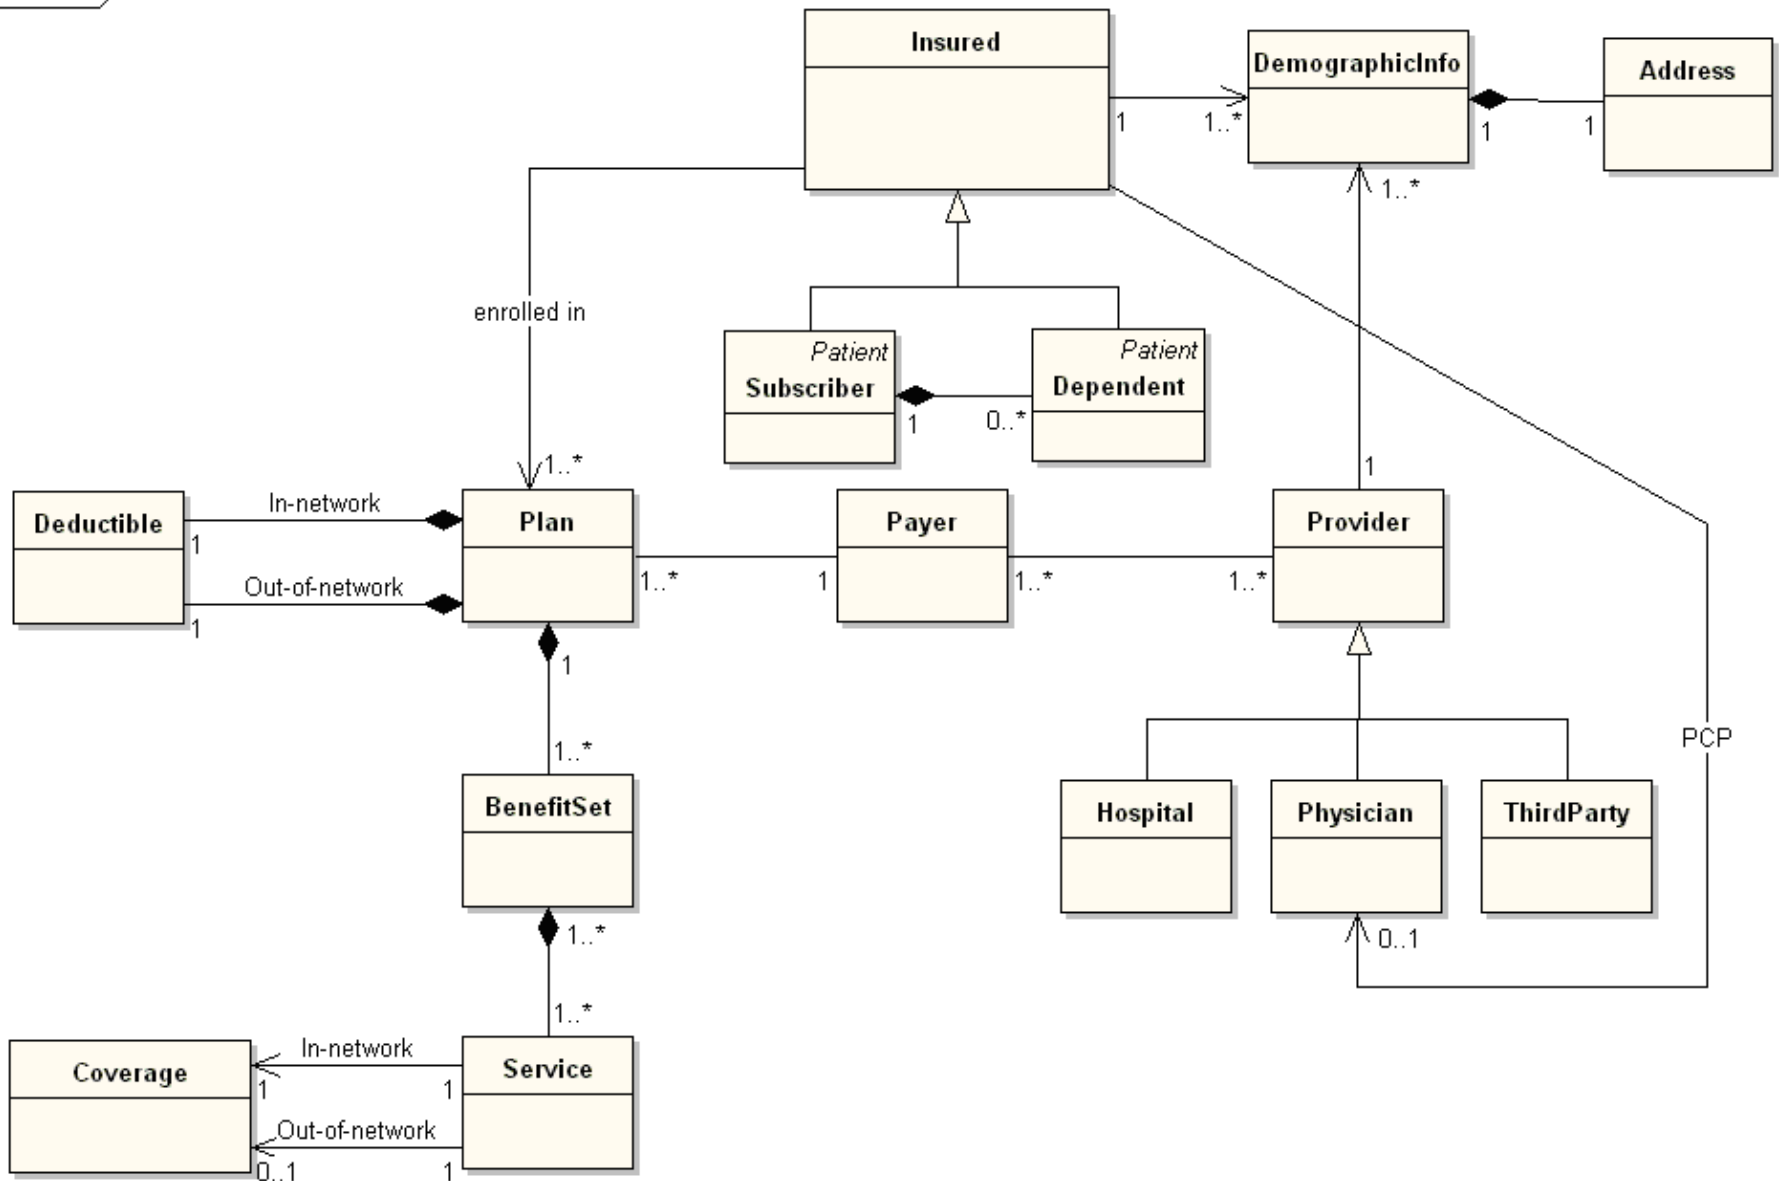 Insured
DemographicInfo
Address
1
1..*
1
1
1..*
enrolled in
Patient
Subscriber
Patient
Dependent
1
0..*
1..*
1
Deductible
In-network
1
Out-of-network
1
Plan
1..*
1
Payer
1..*
1..*
Provider
1
1..*
PCP
BenefitSet
Hospital
Physician
ThirdParty
1..*
0..1
1..*
Coverage
In-network
1
1
Out-of-network
0..1
1
Service